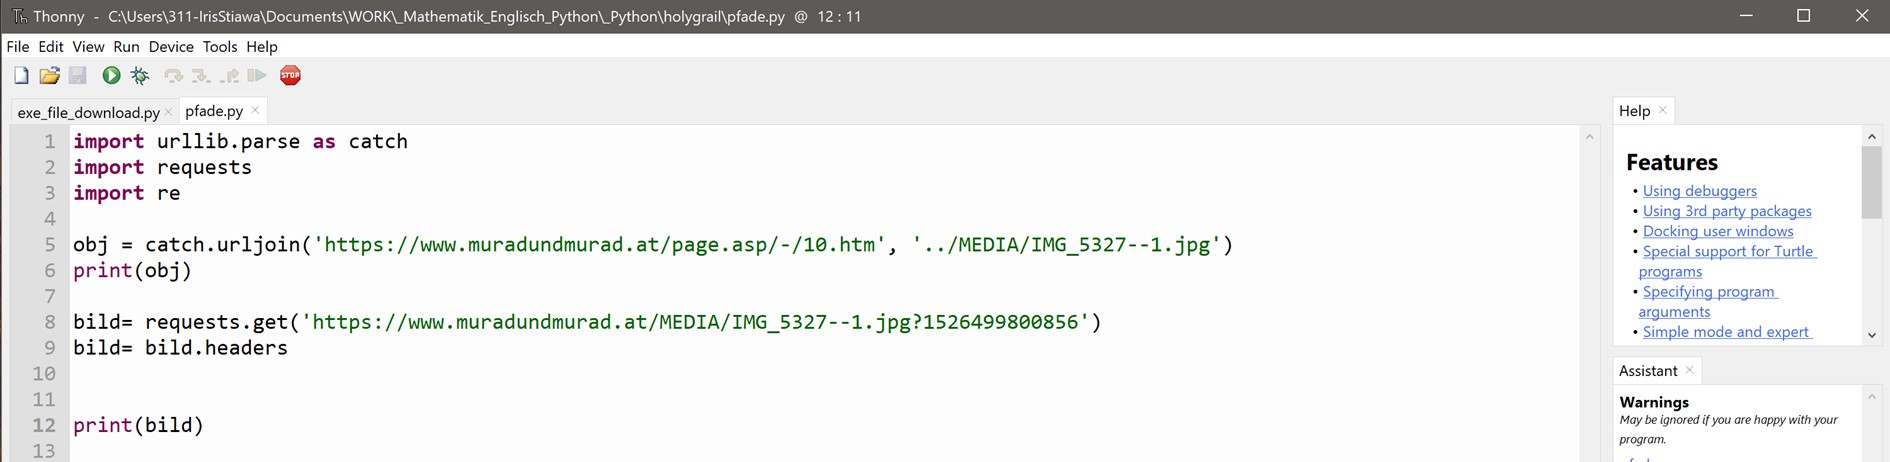 Thonny - C:\Users\311-IrisStiawa\Documents\WORK\_Mathematik_Englisch_Python\_Python\holygrail\pfade.py @ 12 : 11
File Edit View Run Device Tools Help
STOP
exe_file_download.py pfade.py
1 import urllib.parse as catch
2 import requests
3 import re
4
5 obj = catch.urljoin('https://www.muradundmurad.at/page.asp/-/10.htm', '../MEDIA/IMG_5327--1.jpg')
6 print(obj)
7
8 bild= requests.get('https://www.muradundmurad.at/MEDIA/IMG_5327--1.jpg?1526499800856')
9 bild= bild.headers
10
11
12 print(bild)
13
Help
Features
• Using debuggers
• Using 3rd party packages
• Docking user windows
• Special support for Turtle
programs
• Specifying program
arguments
• Simple mode and expert
Assistant
Warnings
May be ignored if you are happy with your
program.